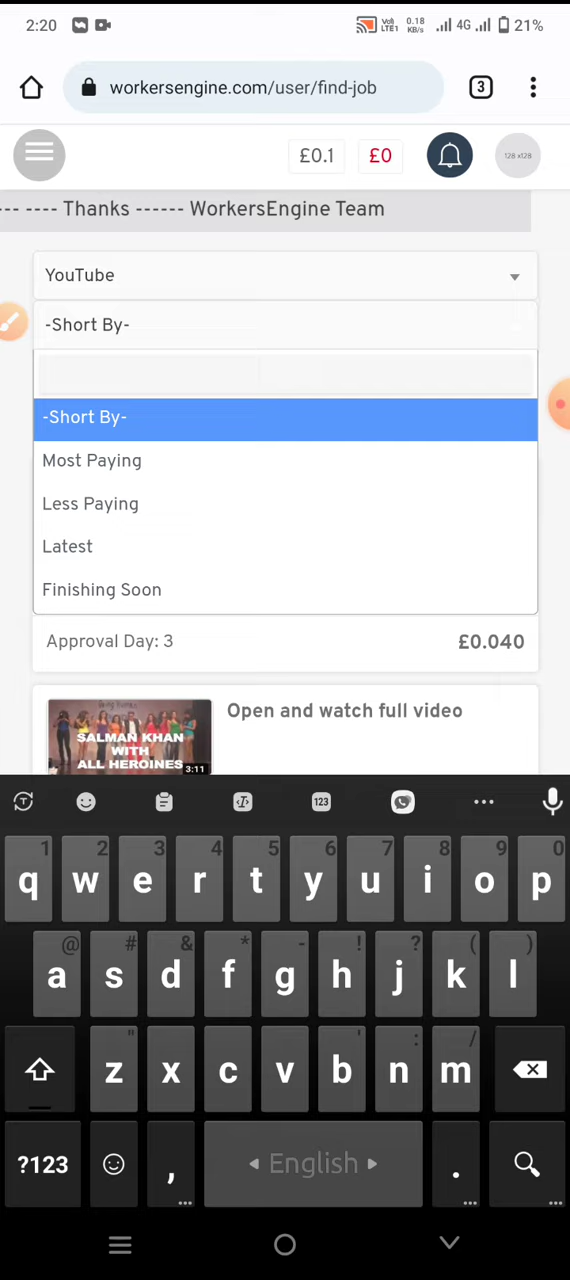 2:20 Vo) LTE1 0.18 KB/s 4G 21%
workersengine.com/user/find-job 3
£0.1 £0 128 x128
--- ---- Thanks ------ WorkersEngine Team
YouTube
-Short By-
-Short By-
Most Paying
Less Paying
Latest
Finishing Soon
Approval Day: 3 £0.040
Open and watch full video
being human
SALMAN KHAN
WITH
ALL HEROINES
3:11
T 123 •••
1 2 3 4 5 6 7 8 9 0
q w e r t y u i o p
@ # & * - ! ? ( )
a s d f g h j k l
" ' : /
z x c v b n m
?123 , English .